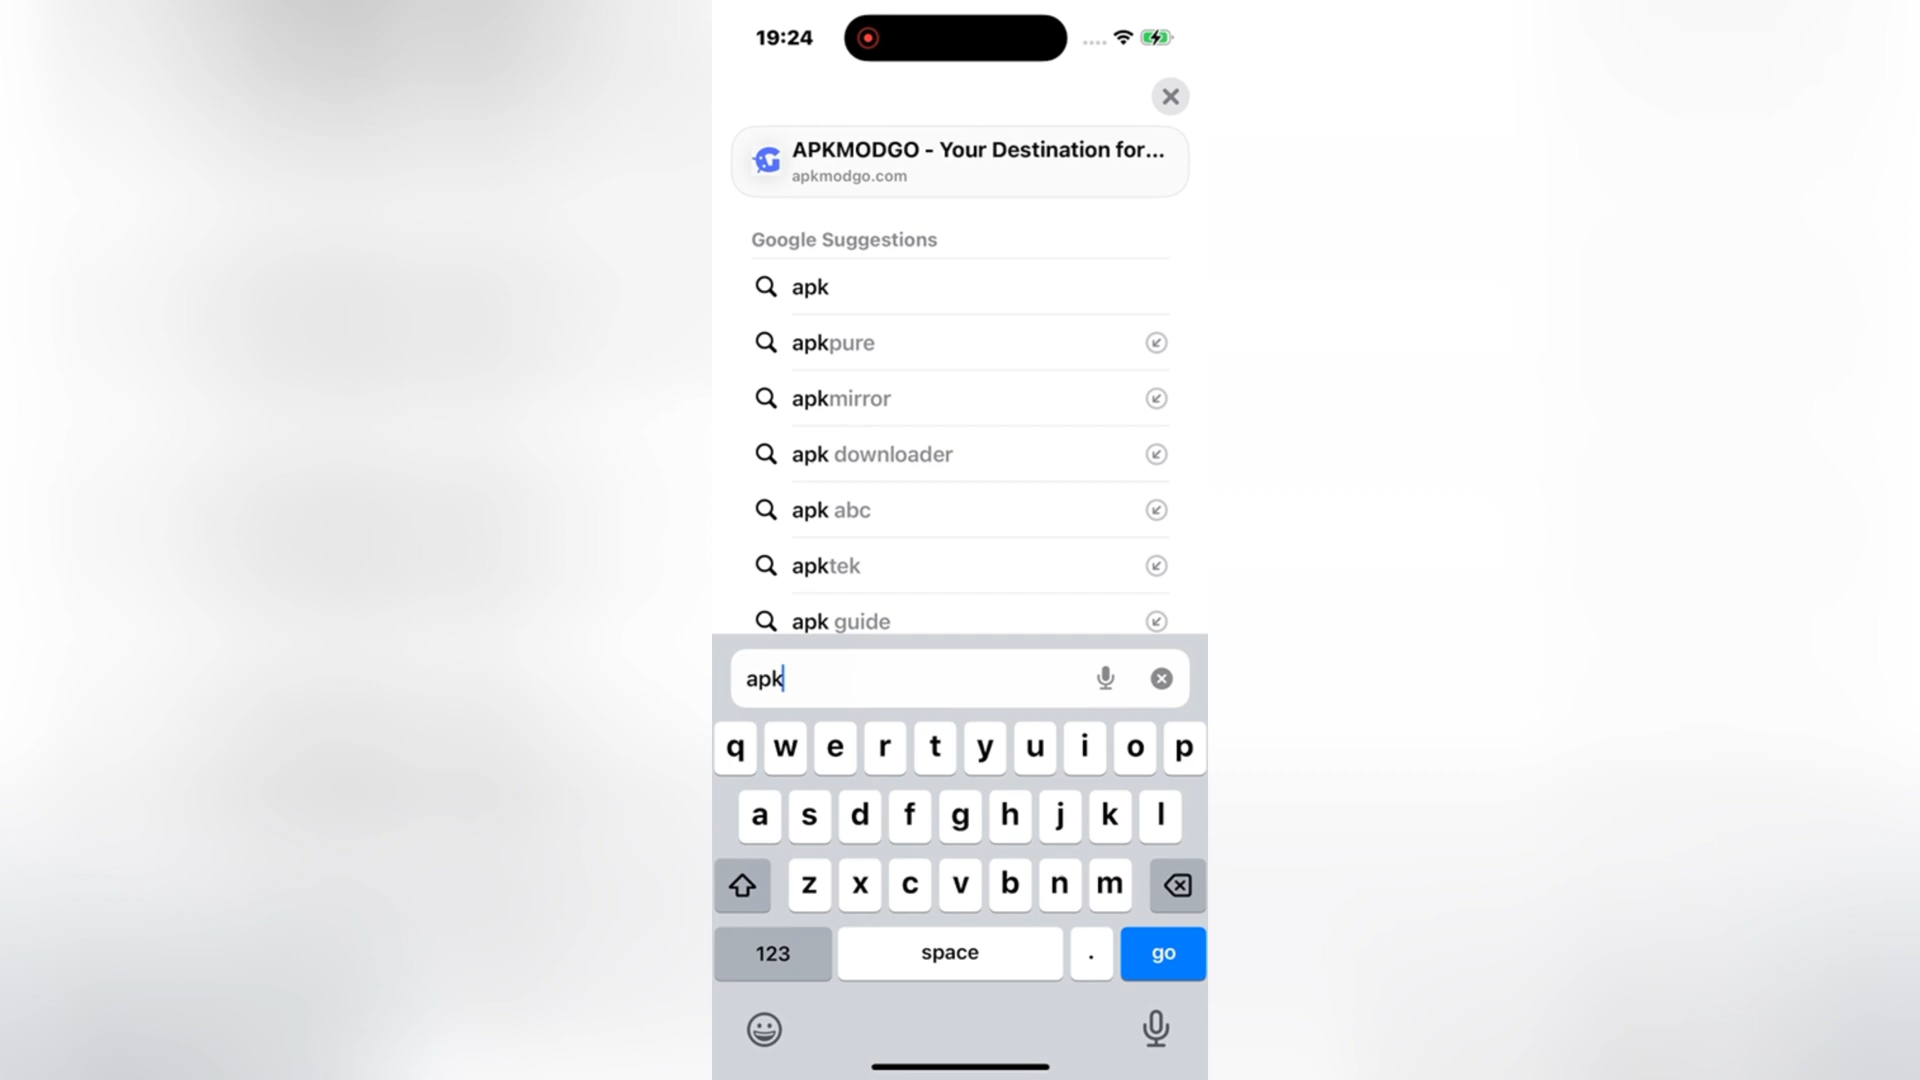 19:24
APKMODGO - Your Destination for...
apkmodgo.com
Google Suggestions
apk
apkpure
apkmirror
apk downloader
apk abc
apktek
apk guide
apk
q w e r t y u i o p
a s d f g h j k l
z x c v b n m
123 space . go